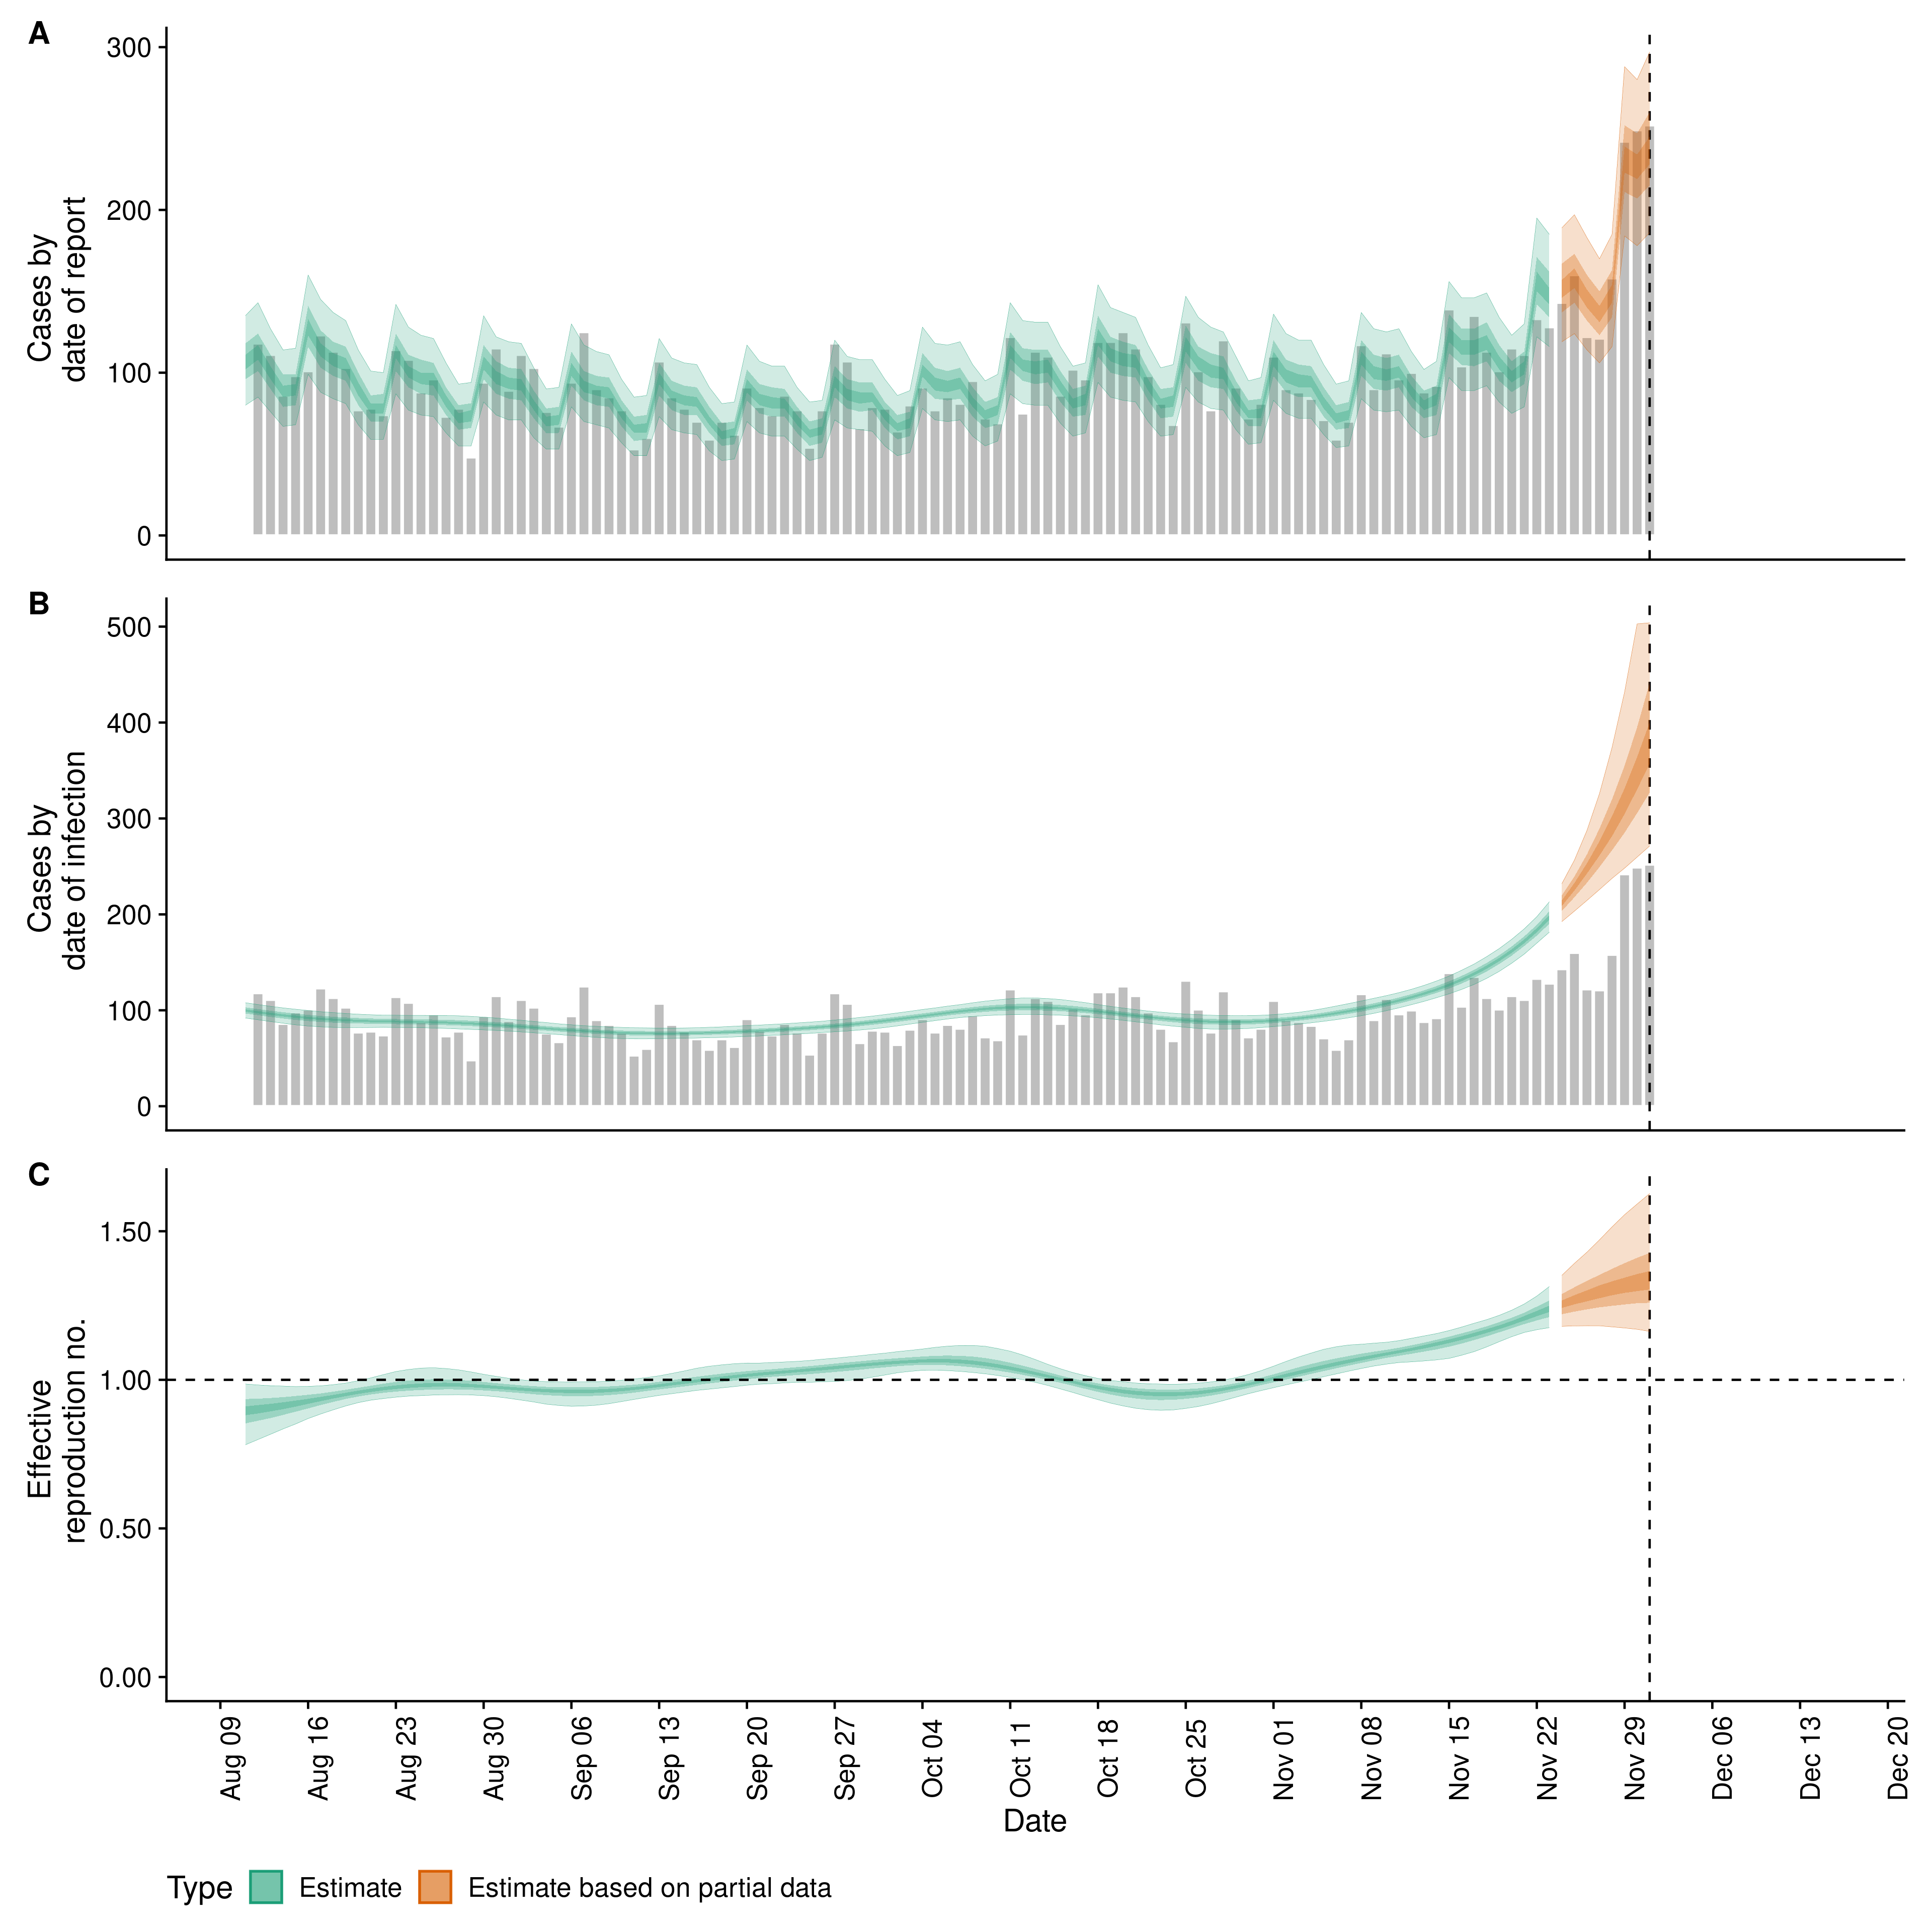 A
Cases by
date of report
300
200
100
0
B
Cases by
date of infection
500
400
300
200
100
0
C
Effective
reproduction no.
1.50
1.00
0.50
0.00
Aug 09
Aug 16
Aug 23
Aug 30
Sep 06
Sep 13
Sep 20
Sep 27
Oct 04
Oct 11
Oct 18
Oct 25
Nov 01
Nov 08
Nov 15
Nov 22
Nov 29
Dec 06
Dec 13
Dec 20
Date
Type Estimate Estimate based on partial data